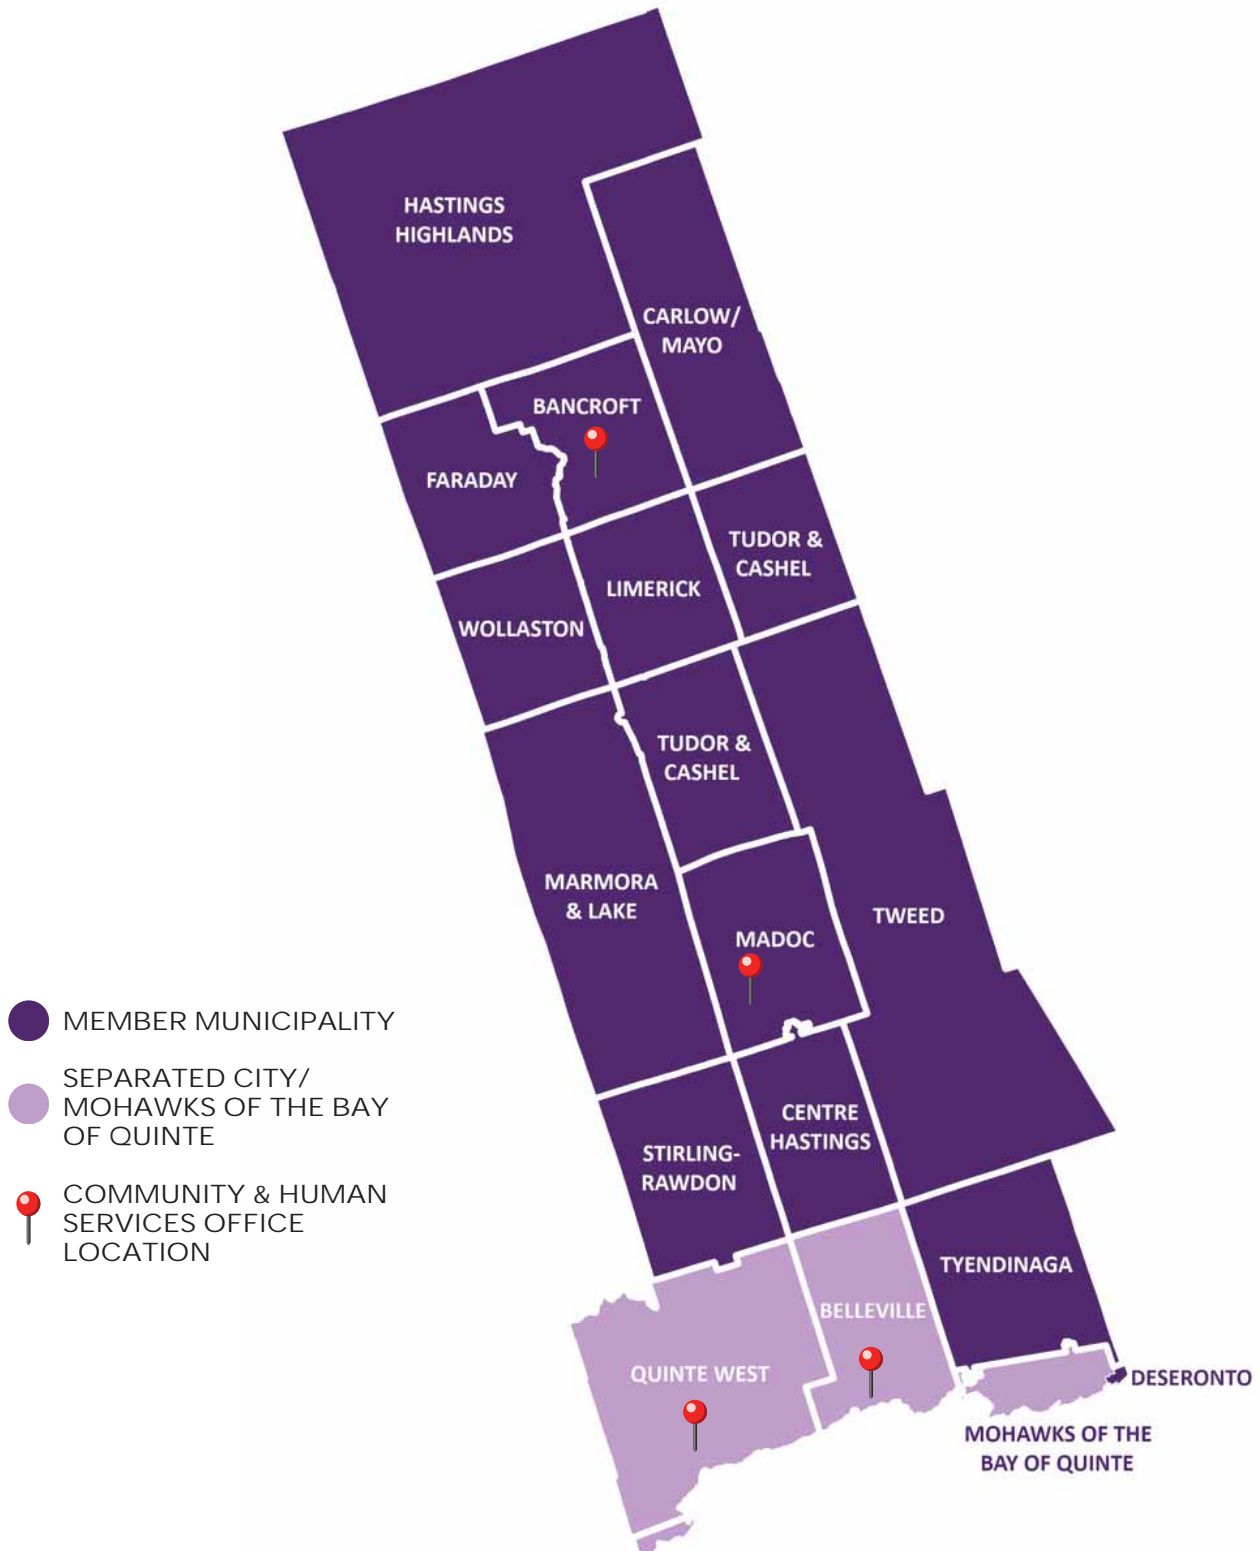 HASTINGS
HIGHLANDS
CARLOW/
MAYO
BANCROFT
FARADAY
TUDOR &
CASHEL
LIMERICK
WOLLASTON
TUDOR &
CASHEL
MARMORA
& LAKE
TWEED
MADOC
MEMBER MUNICIPALITY
SEPARATED CITY/
MOHAWKS OF THE BAY
OF QUINTE
COMMUNITY & HUMAN
SERVICES OFFICE
LOCATION
CENTRE
HASTINGS
STIRLING-
RAWDON
TYENDINAGA
BELLEVILLE
QUINTE WEST
DESERONTO
MOHAWKS OF THE
BAY OF QUINTE